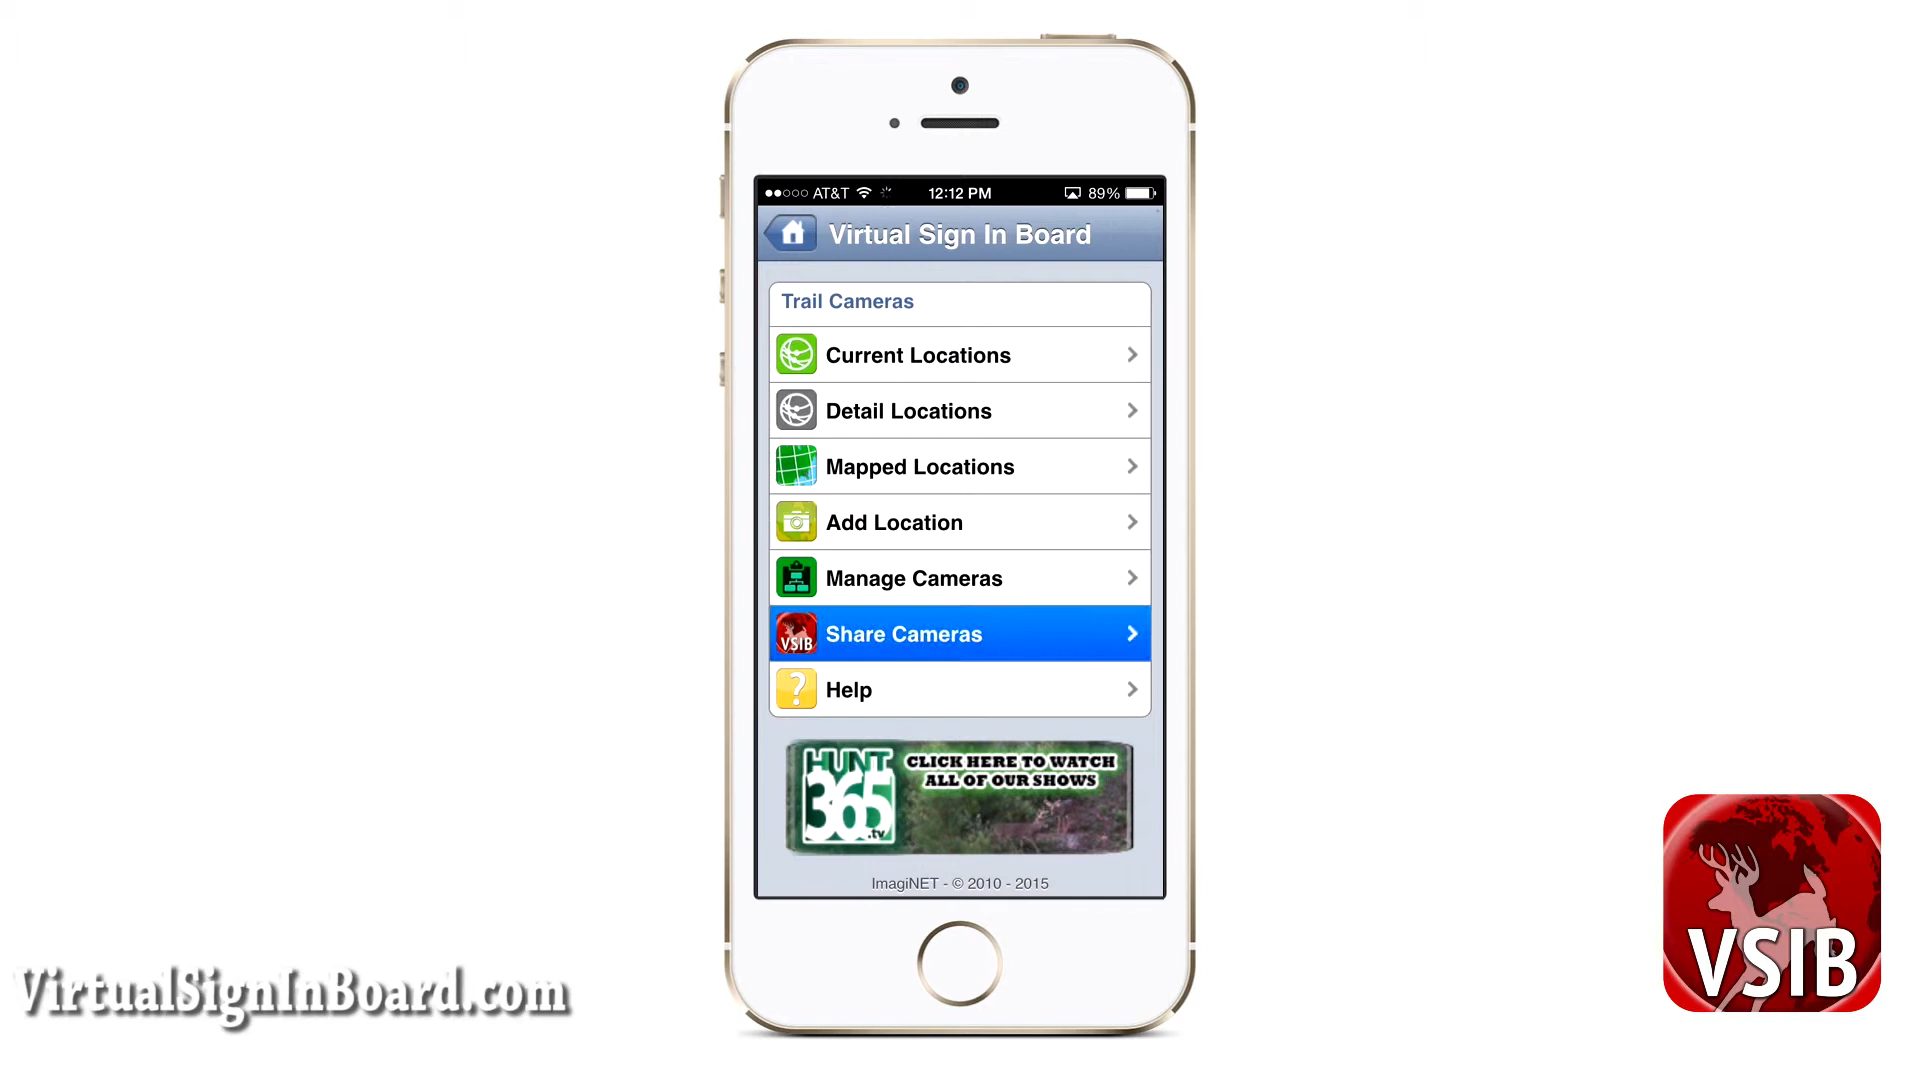 AT&T 12:12 PM 89%
Virtual Sign In Board
Trail Cameras
Current Locations
Detail Locations
Mapped Locations
Add Location
Manage Cameras
VSIB Share Cameras
? Help
HUNT
365
.tv
CLICK HERE TO WATCH
ALL OF OUR SHOWS
ImagiNET - © 2010 - 2015
VirtualSignInBoard.com
VSIB